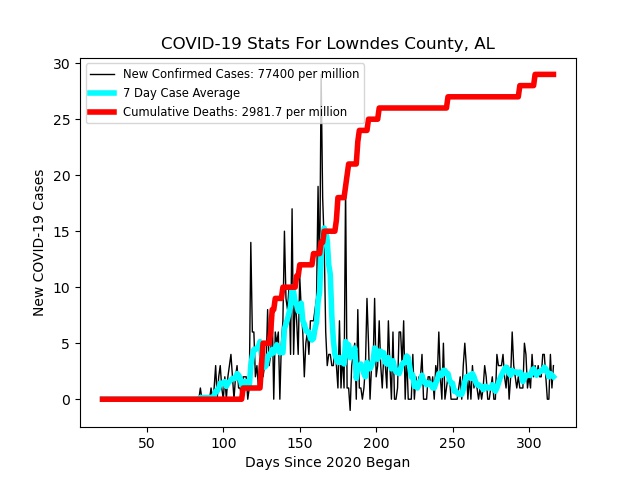 COVID-19 Stats For Lowndes County, AL
New Confirmed Cases: 77400 per million
7 Day Case Average
Cumulative Deaths: 2981.7 per million
New COVID-19 Cases
30
25
20
15
10
5
0
50 100 150 200 250 300
Days Since 2020 Began